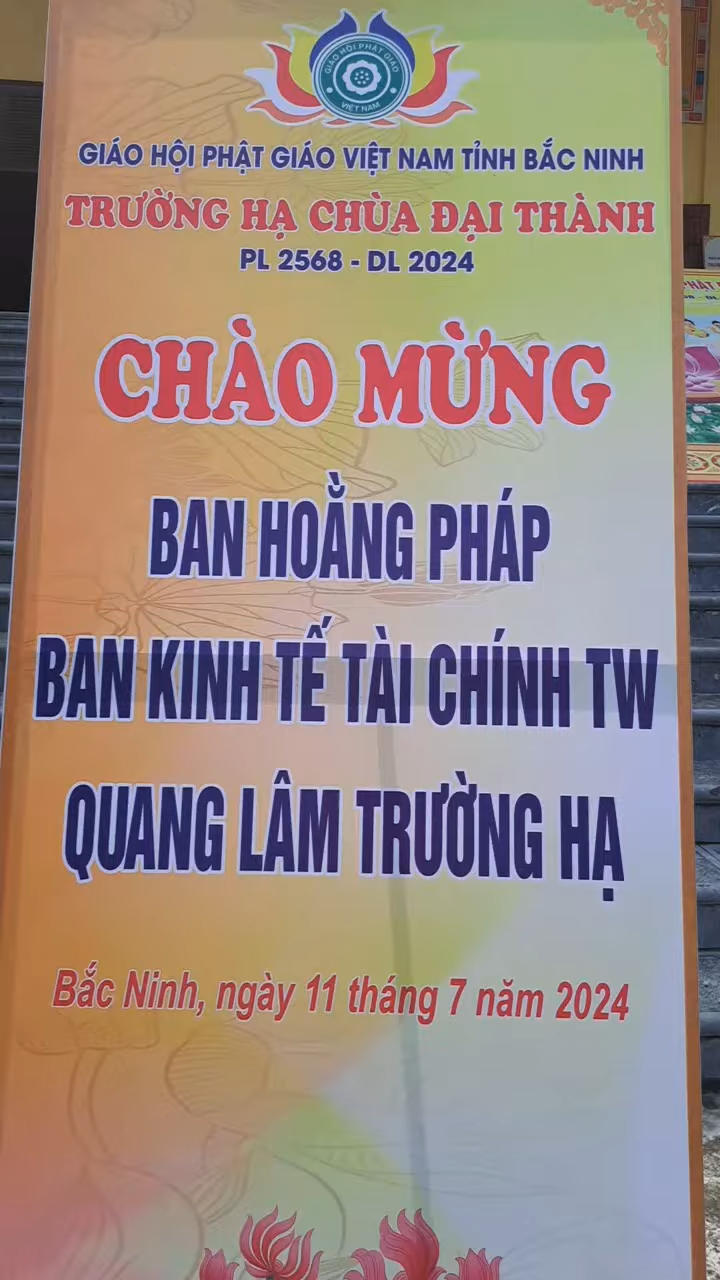 GIÁO HỘI PHẬT GIÁO
VIỆT NAM
GIÁO HỘI PHẬT GIÁO VIỆT NAM TỈNH BẮC NINH
TRƯỜNG HẠ CHÙA ĐẠI THÀNH
PL 2568 - DL 2024
CHÀO MỪNG
BAN HOẰNG PHÁP
BAN KINH TẾ TÀI CHÍNH TW
QUANG LÂM TRƯỜNG HẠ
Bắc Ninh, ngày 11 tháng 7 năm 2024
PHẬT